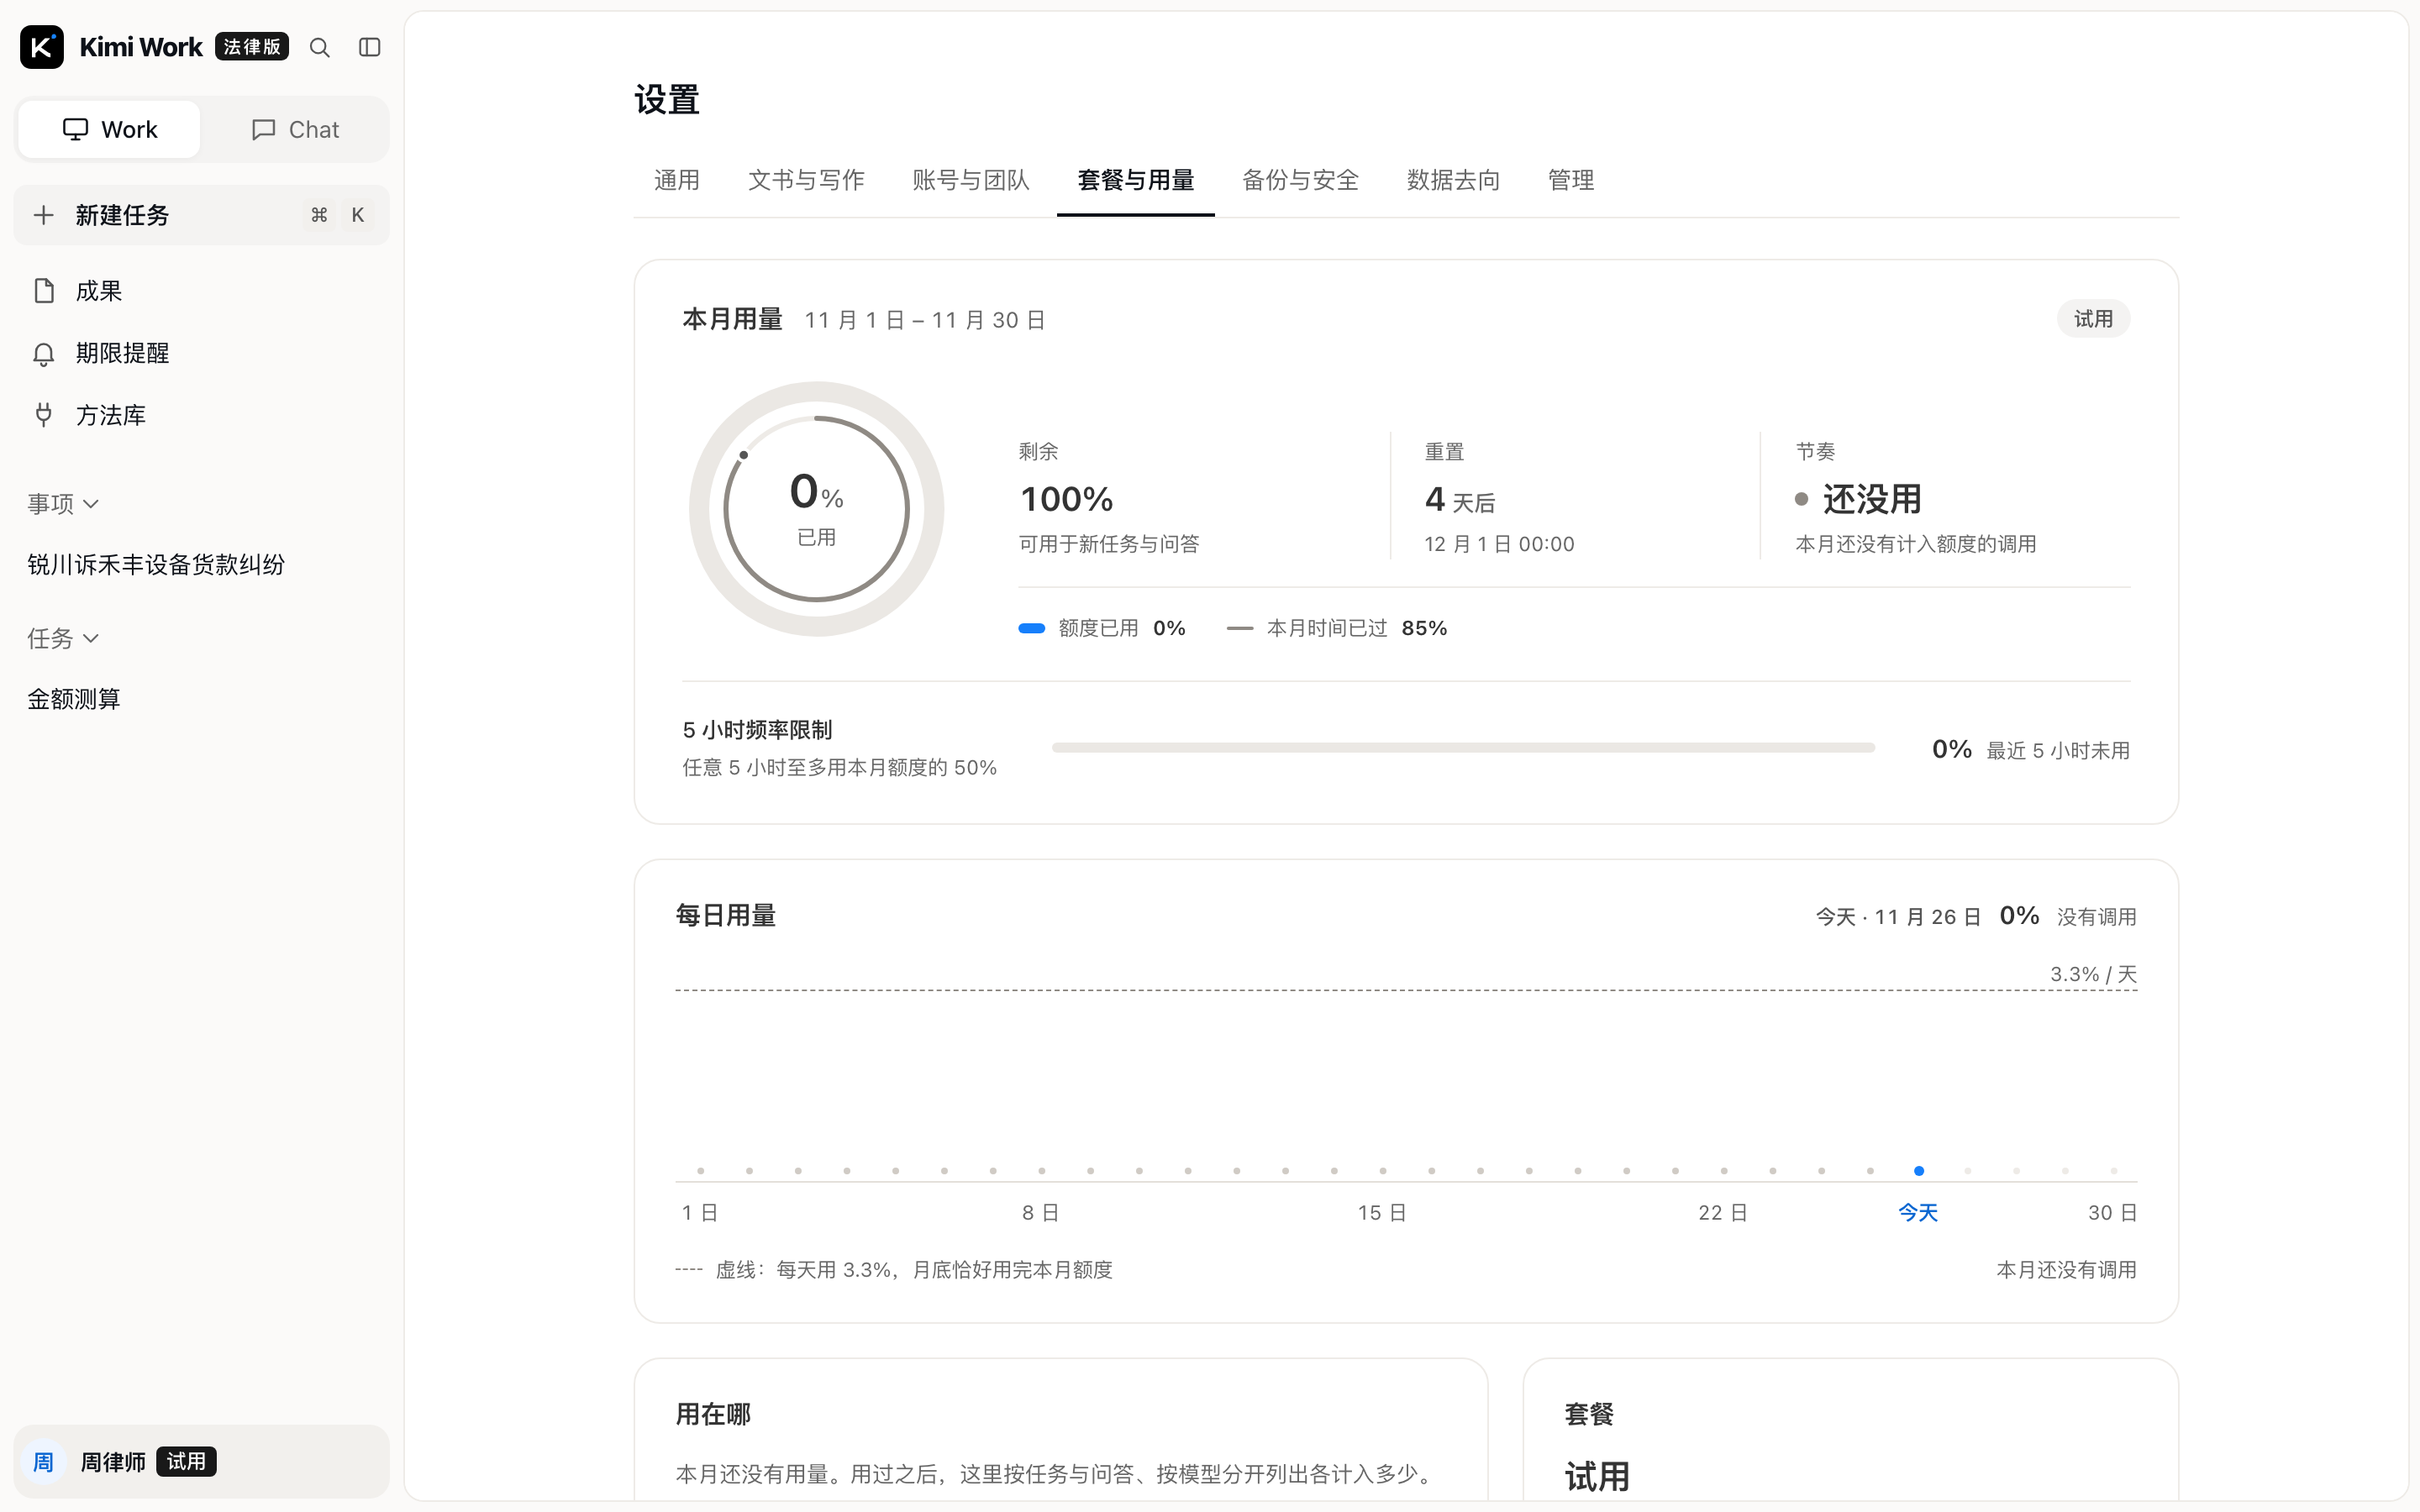 Kimi Work 法律版
Work
Chat
新建任务 ⌘ K
成果
期限提醒
方法库
事项
锐川诉禾丰设备货款纠纷
任务
金额测算
周 周律师 试用
设置
通用 文书与写作 账号与团队 套餐与用量 备份与安全 数据去向 管理
本月用量 11 月 1 日 – 11 月 30 日 试用
0%
已用
剩余
100%
可用于新任务与问答
重置
4 天后
12 月 1 日 00:00
节奏
还没用
本月还没有计入额度的调用
额度已用 0% 本月时间已过 85%
5 小时频率限制
任意 5 小时至多用本月额度的 50%
0% 最近 5 小时未用
每日用量 今天 · 11 月 26 日 0% 没有调用
3.3% / 天
1 日 8 日 15 日 22 日 今天 30 日
虚线：每天用 3.3%，月底恰好用完本月额度 本月还没有调用
用在哪
本月还没有用量。用过之后，这里按任务与问答、按模型分开列出各计入多少。
套餐
试用